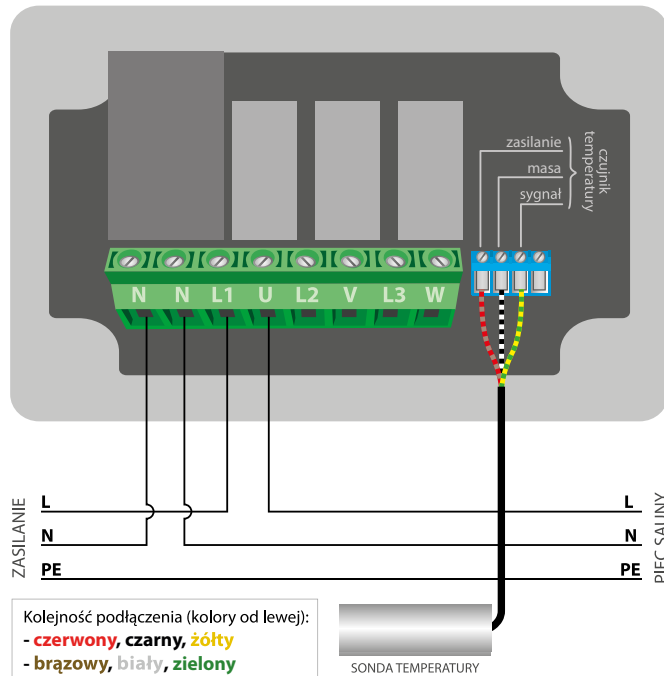 zasilanie
masa
sygnał
czujnik
temperatury
N N L1 U L2 V L3 W
ZASILANIE
L
N
PE
L
N
PE
PIEC SAUNY
Kolejność podłączenia (kolory od lewej):
- czerwony, czarny, żółty
- brązowy, biały, zielony
SONDA TEMPERATURY